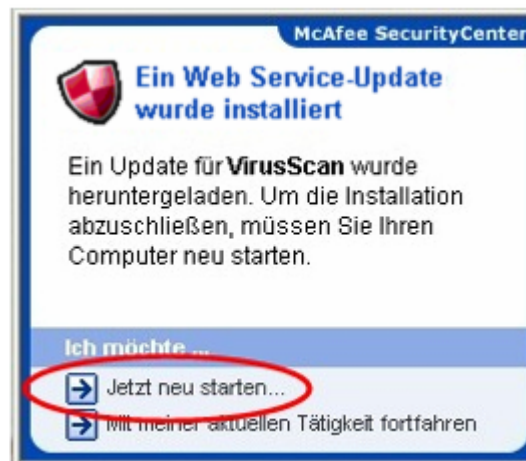 McAfee SecurityCenter
Ein Web Service-Update
wurde installiert
Ein Update für VirusScan wurde
heruntergeladen. Um die Installation
abzuschließen, müssen Sie Ihren
Computer neu starten.
Ich möchte ...
Jetzt neu starten...
Mit meiner aktuellen Tätigkeit fortfahren